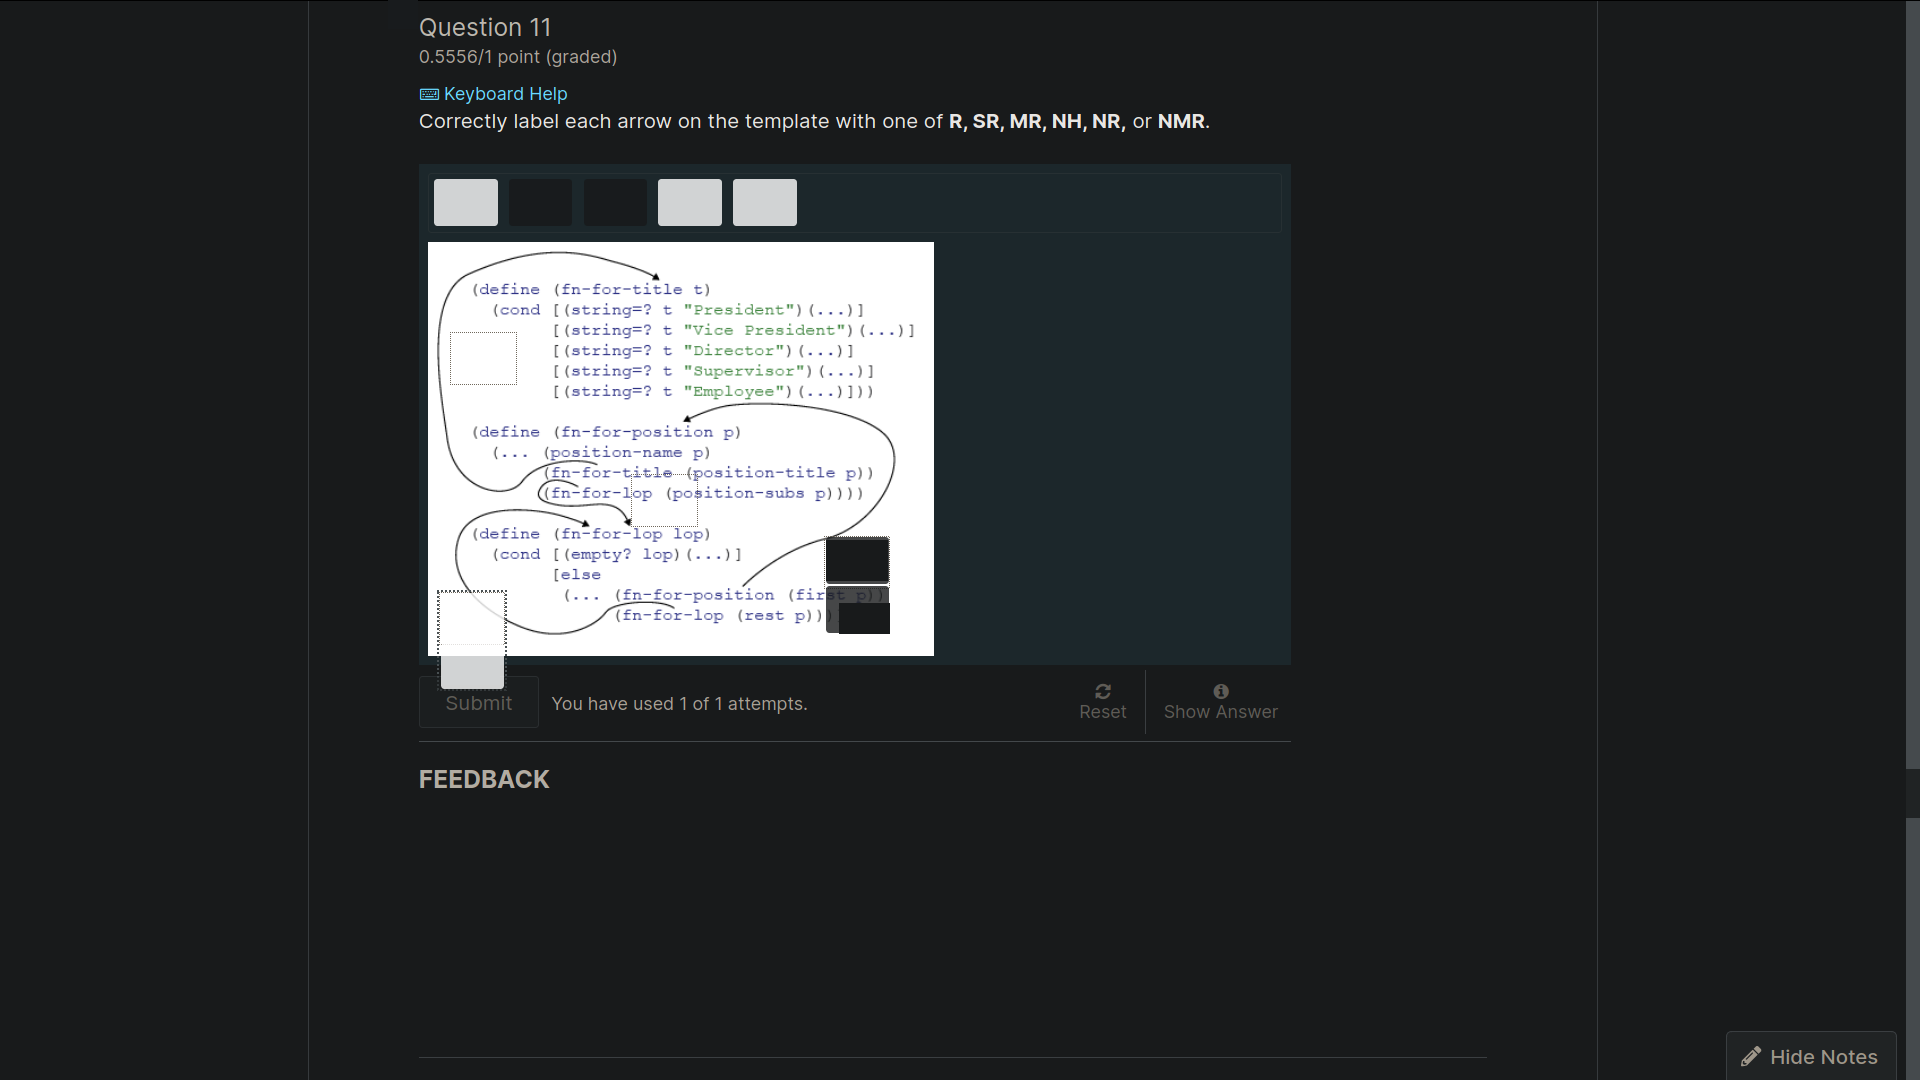 Question 11
0.5556/1 point (graded)
Keyboard Help
Correctly label each arrow on the template with one of R, SR, MR, NH, NR, or NMR.
(define (fn-for-title t)
(cond [(string=? t "President")(...)]
[(string=? t "Vice President")(...)]
[(string=? t "Director")(...)]
[(string=? t "Supervisor")(...)]
[(string=? t "Employee")(...)]))
(define (fn-for-position p)
(... (position-name p)
(fn-for-title (position-title p))
(fn-for-lop (position-subs p))))
(define (fn-for-lop lop)
(cond [(empty? lop)(...)]
[else
(... (fn-for-position (first p))
(fn-for-lop (rest p)))
Submit
You have used 1 of 1 attempts.
Reset
Show Answer
FEEDBACK
Hide Notes